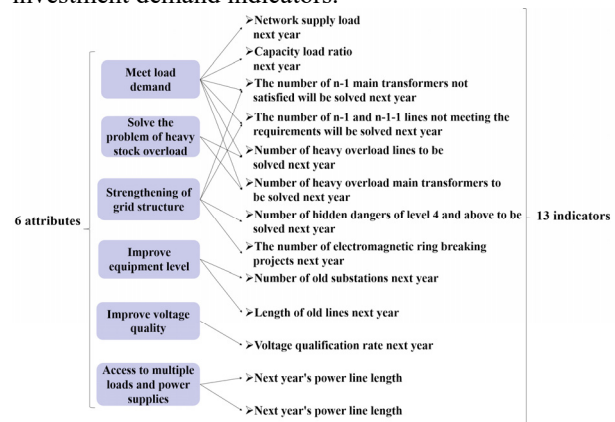 investment demand indicators.
6 attributes
Meet load
demand
Solve the
problem of heavy
stock overload
Strengthening of
grid structure
Improve
equipment level
Improve voltage
quality
Access to multiple
loads and power
supplies
➢Network supply load
next year
➢Capacity load ratio
next year
➢The number of n-1 main transformers not
satisfied will be solved next year
➢The number of n-1 and n-1-1 lines not meeting the
requirements will be solved next year
➢Number of heavy overload lines to be
solved next year
➢Number of heavy overload main transformers to
be solved next year
➢Number of hidden dangers of level 4 and above to be
solved next year
➢The number of electromagnetic ring breaking
projects next year
➢Number of old substations next year
➢Length of old lines next year
➢Voltage qualification rate next year
➢Next year's power line length
➢Next year's power line length
13 indicators